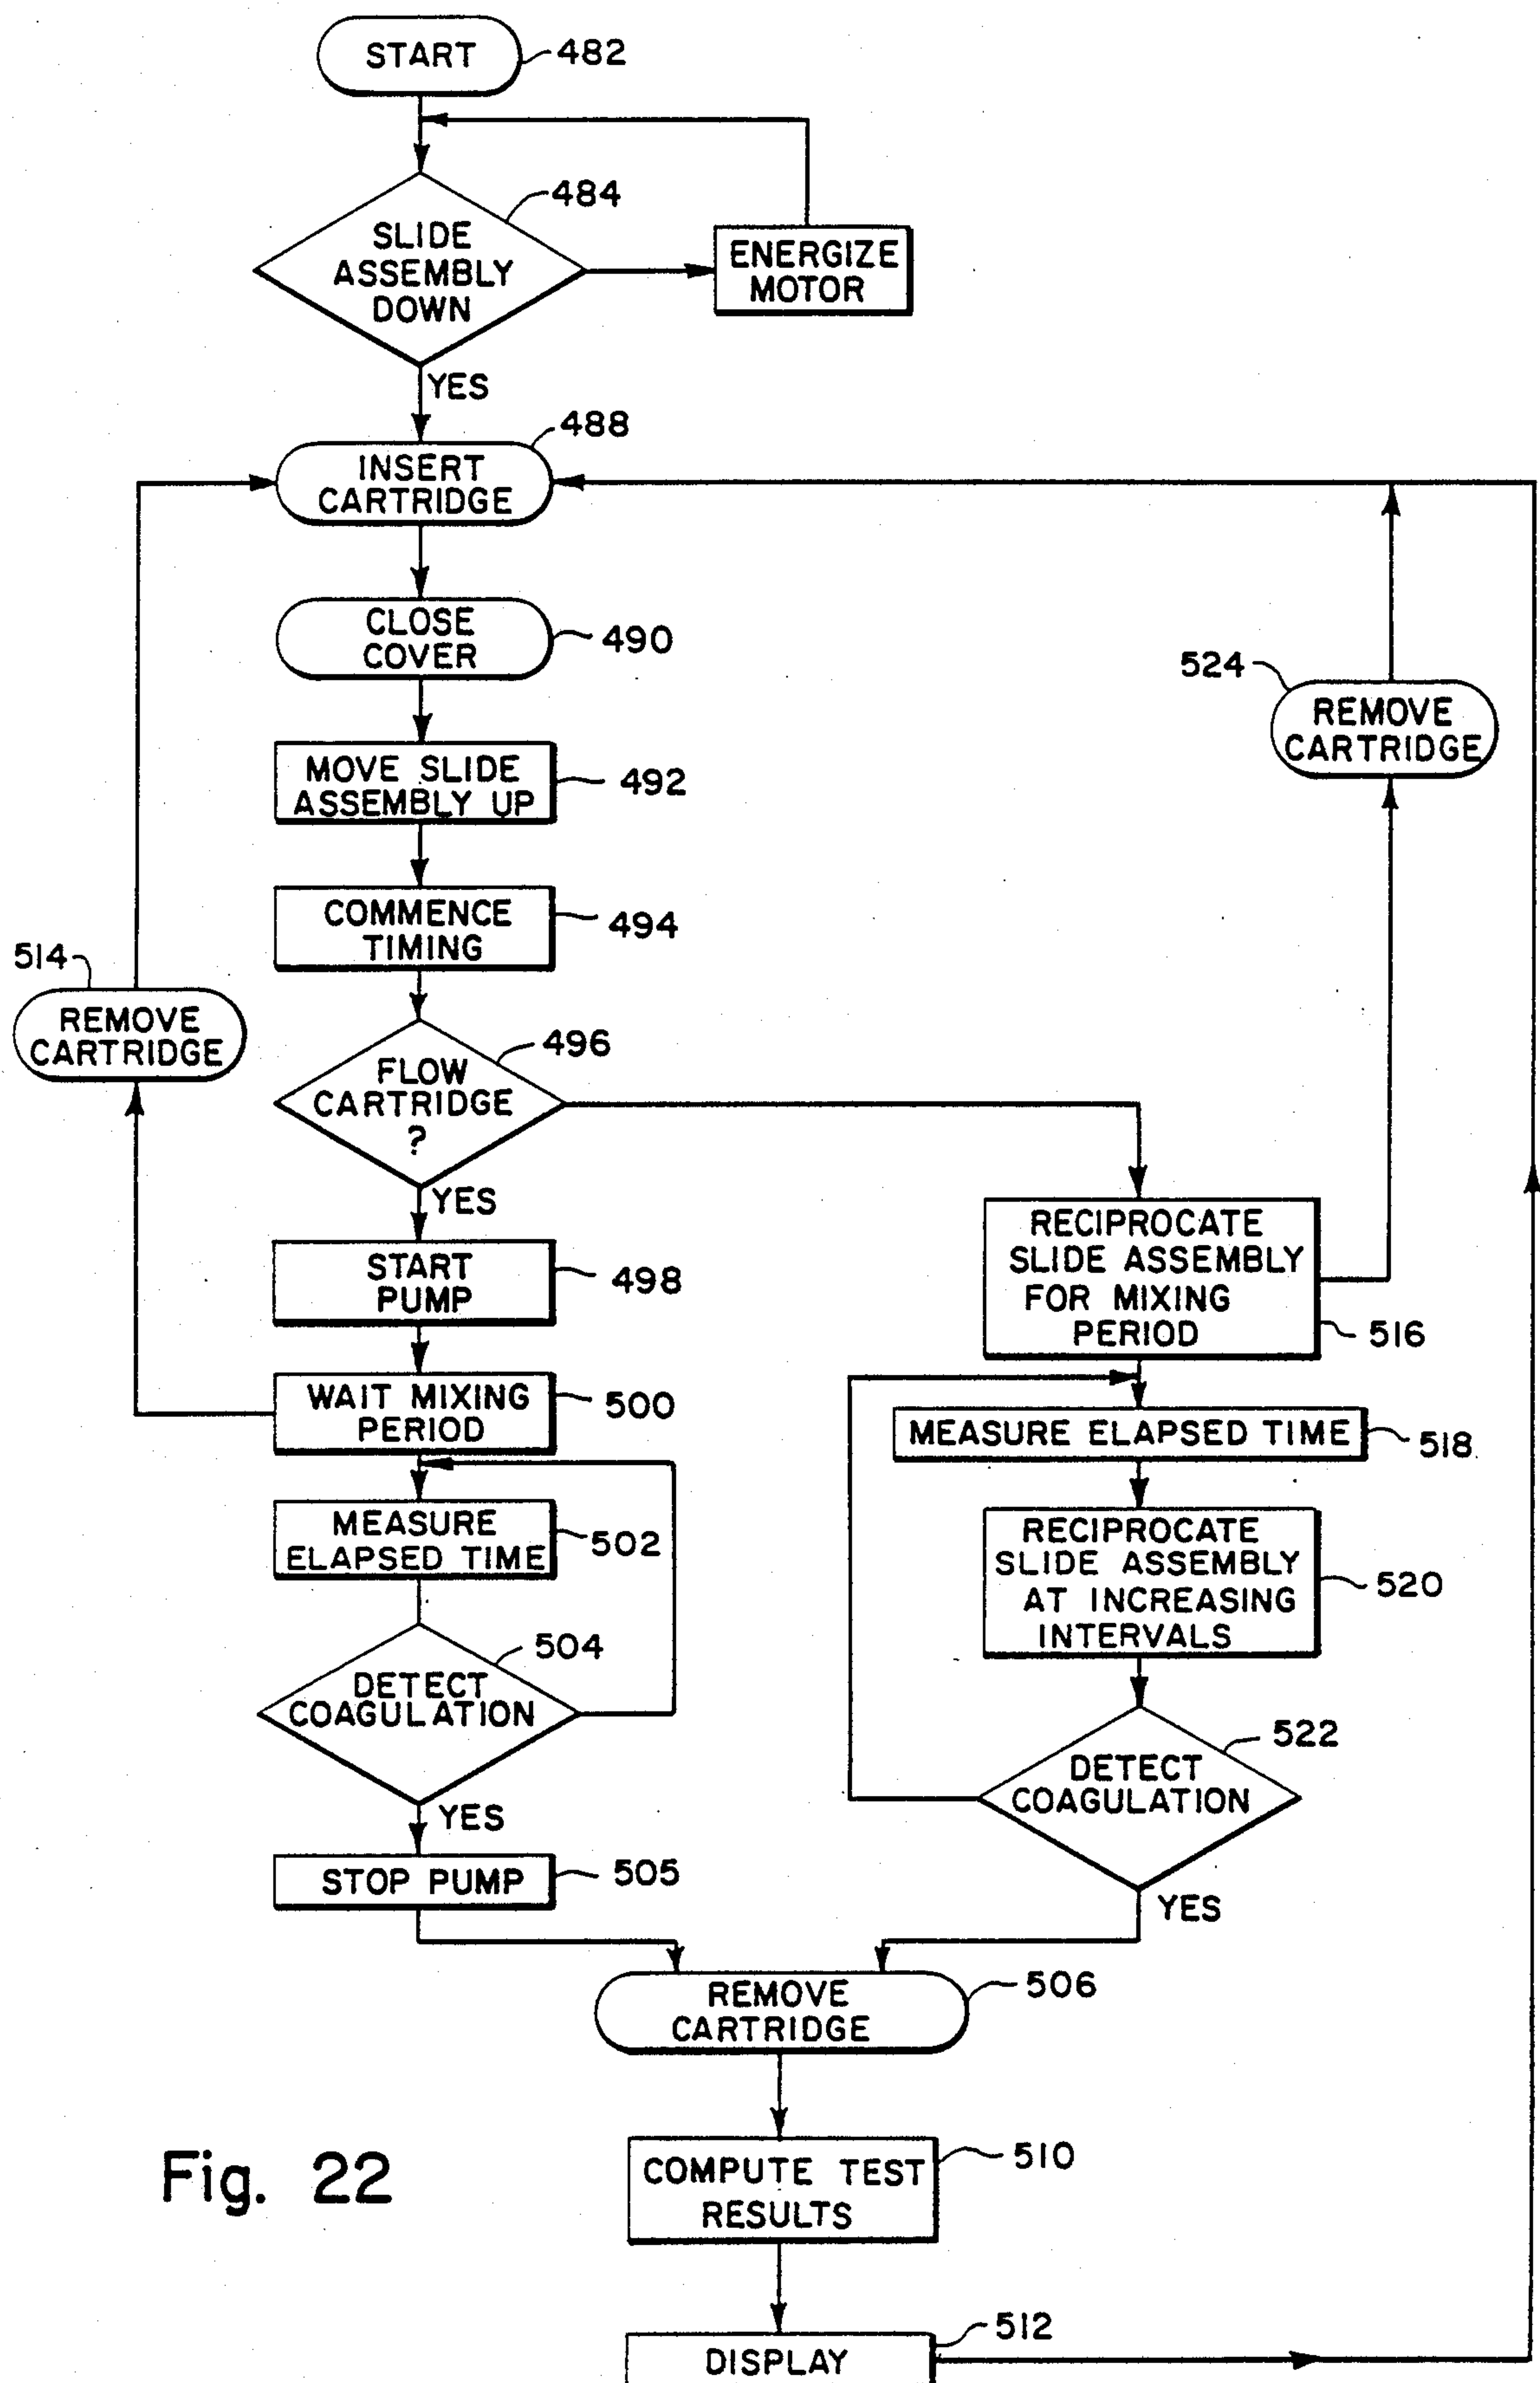 START
482
484
SLIDE
ASSEMBLY
DOWN
ENERGIZE
MOTOR
YES
488
INSERT
CARTRIDGE
CLOSE
COVER
490
524
REMOVE
CARTRIDGE
MOVE SLIDE
ASSEMBLY UP
492
COMMENCE
TIMING
494
514
REMOVE
CARTRIDGE
496
FLOW
CARTRIDGE
?
YES
START
PUMP
498
RECIPROCATE
SLIDE ASSEMBLY
FOR MIXING
PERIOD
516
WAIT MIXING
PERIOD
500
MEASURE ELAPSED TIME
518
MEASURE
ELAPSED TIME
502
RECIPROCATE
SLIDE ASSEMBLY
AT INCREASING
INTERVALS
520
504
DETECT
COAGULATION
522
DETECT
COAGULATION
YES
STOP PUMP
505
YES
REMOVE
CARTRIDGE
506
COMPUTE TEST
RESULTS
510
Fig. 22
512
DISPLAY